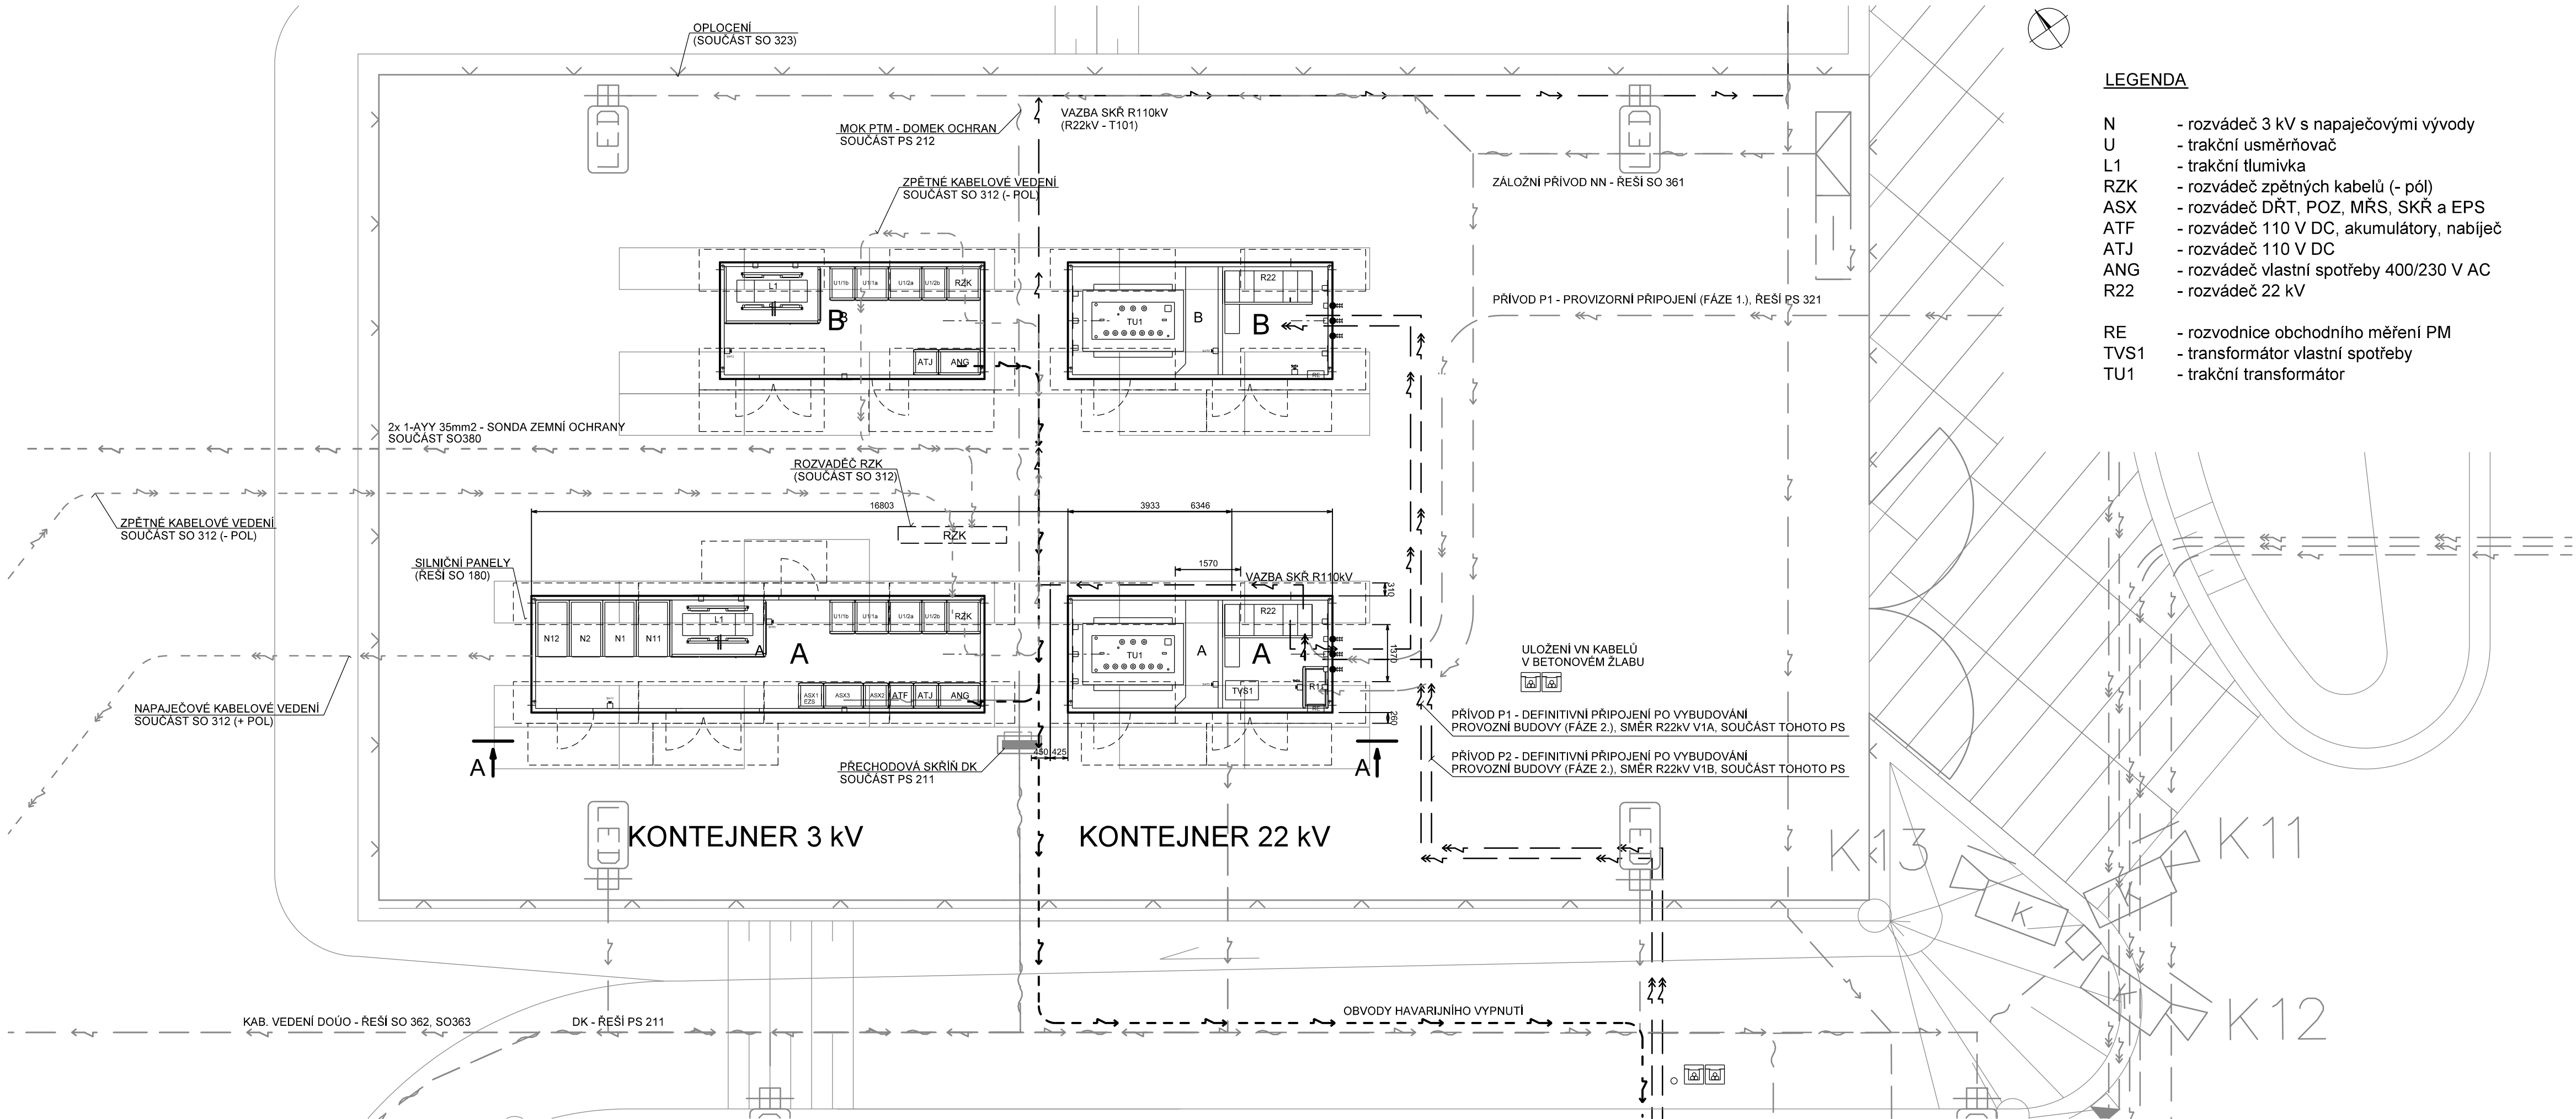 OPLOCENÍ
(SOUČÁST SO 323)
LED
LED
MOK PTM - DOMEK OCHRAN
SOUČÁST PS 212
VAZBA SKŘ R110kV
(R22kV - T101)
ZÁLOŽNÍ PŘÍVOD NN - ŘEŠÍ SO 361
ZPĚTNÉ KABELOVÉ VEDENÍ
SOUČÁST SO 312 (- POL)
LEGENDA
N - rozváděč 3 kV s napaječovými vývody
U - trakční usměrňovač
L1 - trakční tlumivka
RZK - rozváděč zpětných kabelů (- pól)
ASX - rozváděč DŘT, POZ, MŘS, SKŘ a EPS
ATF - rozváděč 110 V DC, akumulátory, nabíječ
ATJ - rozváděč 110 V DC
ANG - rozváděč vlastní spotřeby 400/230 V AC
R22 - rozváděč 22 kV
RE - rozvodnice obchodního měření PM
TVS1 - transformátor vlastní spotřeby
TU1 - trakční transformátor
L1
U1/1b
U1/1a
U1/2a
U1/2b
RZK
B
B
ATJ
ANG
TU1
B
R22
B
RE
PŘÍVOD P1 - PROVIZORNÍ PŘIPOJENÍ (FÁZE 1.), ŘEŠÍ PS 321
2x 1-AYY 35mm2 - SONDA ZEMNÍ OCHRANY
SOUČÁST SO380
ROZVADĚČ RZK
(SOUČÁST SO 312)
RZK
ZPĚTNÉ KABELOVÉ VEDENÍ
SOUČÁST SO 312 (- POL)
16803
3933
6346
SILNIČNÍ PANELY
(ŘEŠÍ SO 180)
1570
VAZBA SKŘ R110kV
310
N12
N2
N1
N11
L1
A
A
U1/1b
U1/1a
U1/2a
U1/2b
RZK
ASX1
EZS
ASX3
ASX2
ATF
ATJ
ANG
TU1
A
R22
A
TVS1
R1
RE
1370
260
ULOŽENÍ VN KABELŮ
V BETONOVÉM ŽLABU
NAPAJEČOVÉ KABELOVÉ VEDENÍ
SOUČÁST SO 312 (+ POL)
PŘÍVOD P1 - DEFINITIVNÍ PŘIPOJENÍ PO VYBUDOVÁNÍ
PROVOZNÍ BUDOVY (FÁZE 2.), SMĚR R22kV V1A, SOUČÁST TOHOTO PS
PŘÍVOD P2 - DEFINITIVNÍ PŘIPOJENÍ PO VYBUDOVÁNÍ
PROVOZNÍ BUDOVY (FÁZE 2.), SMĚR R22kV V1B, SOUČÁST TOHOTO PS
450
425
A
A
PŘECHODOVÁ SKŘÍŇ DK
SOUČÁST PS 211
LED
KONTEJNER 3 kV
KONTEJNER 22 kV
LED
K13
K11
K
K
K
K12
KAB. VEDENÍ DOÚO - ŘEŠÍ SO 362, SO363
DK - ŘEŠÍ PS 211
OBVODY HAVARIJNÍHO VYPNUTÍ